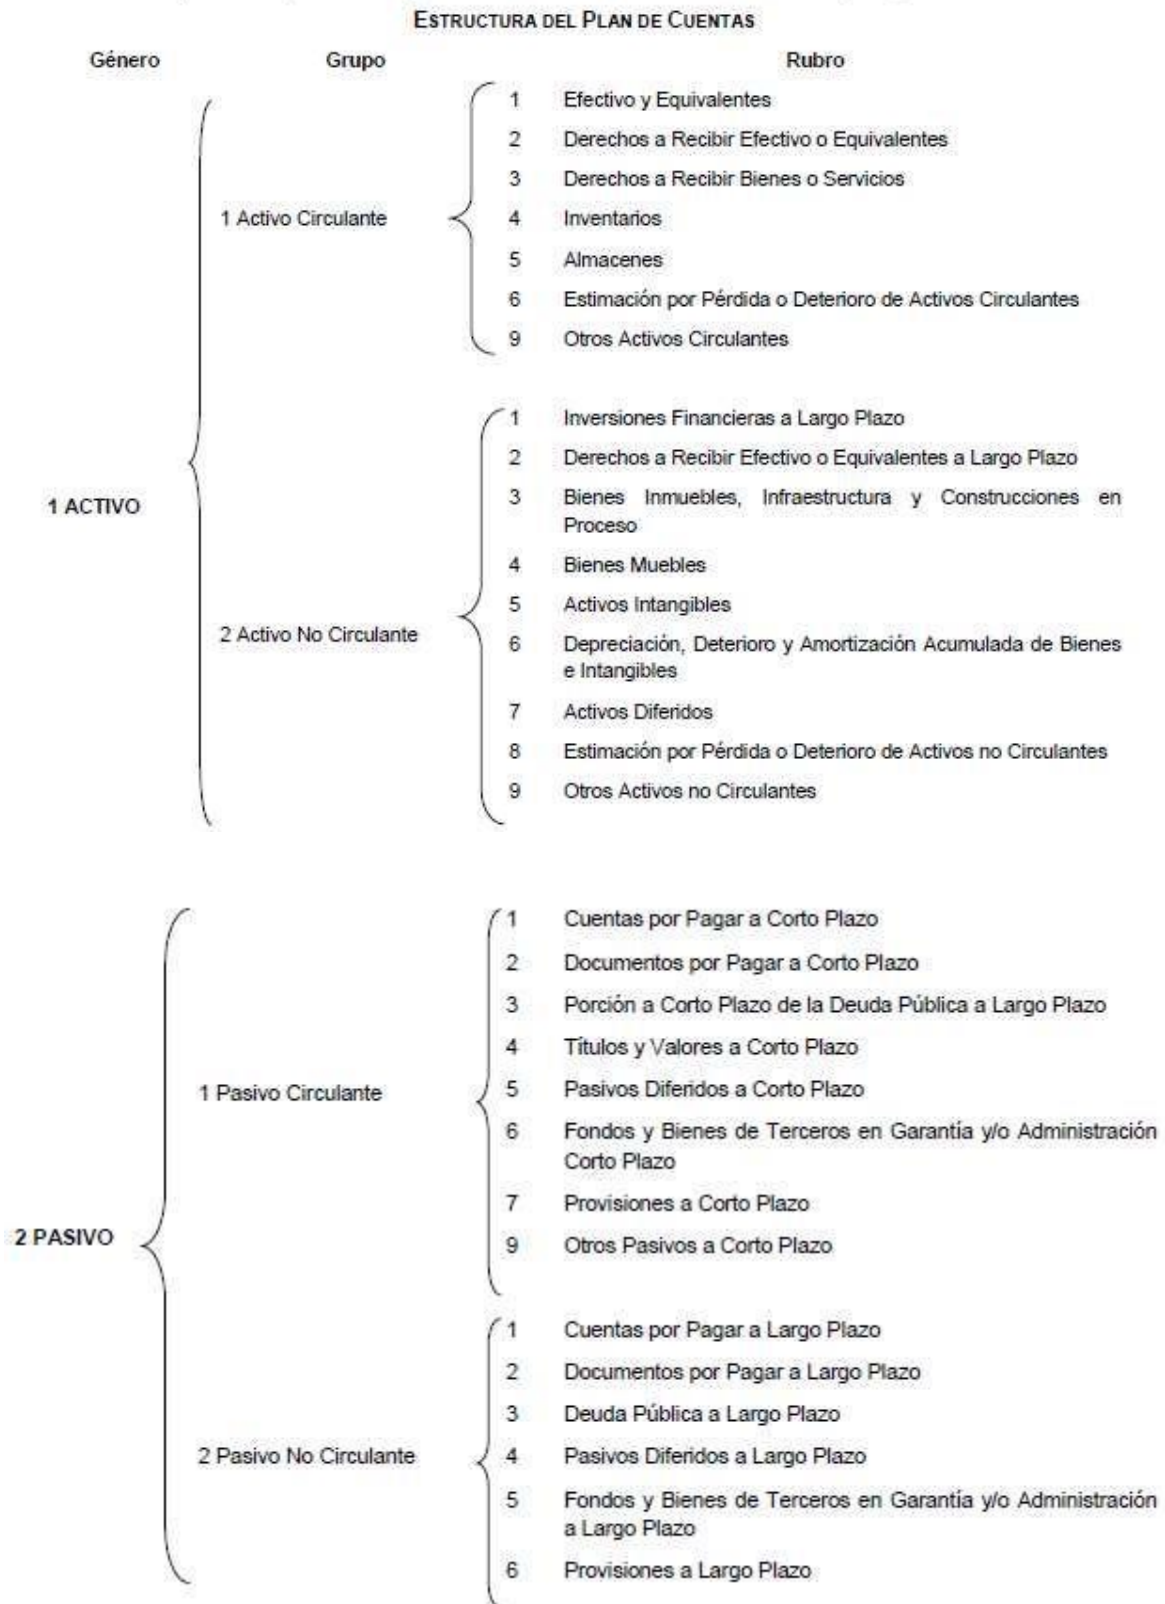 ESTRUCTURA DEL PLAN DE CUENTAS
Género Grupo Rubro
1 Efectivo y Equivalentes
2 Derechos a Recibir Efectivo o Equivalentes
3 Derechos a Recibir Bienes o Servicios
1 Activo Circulante
4 Inventarios
5 Almacenes
6 Estimación por Pérdida o Deterioro de Activos Circulantes
9 Otros Activos Circulantes
1 Inversiones Financieras a Largo Plazo
2 Derechos a Recibir Efectivo o Equivalentes a Largo Plazo
1 ACTIVO
3 Bienes Inmuebles, Infraestructura y Construcciones en
Proceso
4 Bienes Muebles
5 Activos Intangibles
2 Activo No Circulante
6 Depreciación, Deterioro y Amortización Acumulada de Bienes
e Intangibles
7 Activos Diferidos
8 Estimación por Pérdida o Deterioro de Activos no Circulantes
9 Otros Activos no Circulantes
1 Cuentas por Pagar a Corto Plazo
2 Documentos por Pagar a Corto Plazo
3 Porción a Corto Plazo de la Deuda Pública a Largo Plazo
4 Títulos y Valores a Corto Plazo
1 Pasivo Circulante
5 Pasivos Diferidos a Corto Plazo
6 Fondos y Bienes de Terceros en Garantía y/o Administración
Corto Plazo
7 Provisiones a Corto Plazo
2 PASIVO
9 Otros Pasivos a Corto Plazo
1 Cuentas por Pagar a Largo Plazo
2 Documentos por Pagar a Largo Plazo
3 Deuda Pública a Largo Plazo
2 Pasivo No Circulante
4 Pasivos Diferidos a Largo Plazo
5 Fondos y Bienes de Terceros en Garantía y/o Administración
a Largo Plazo
6 Provisiones a Largo Plazo